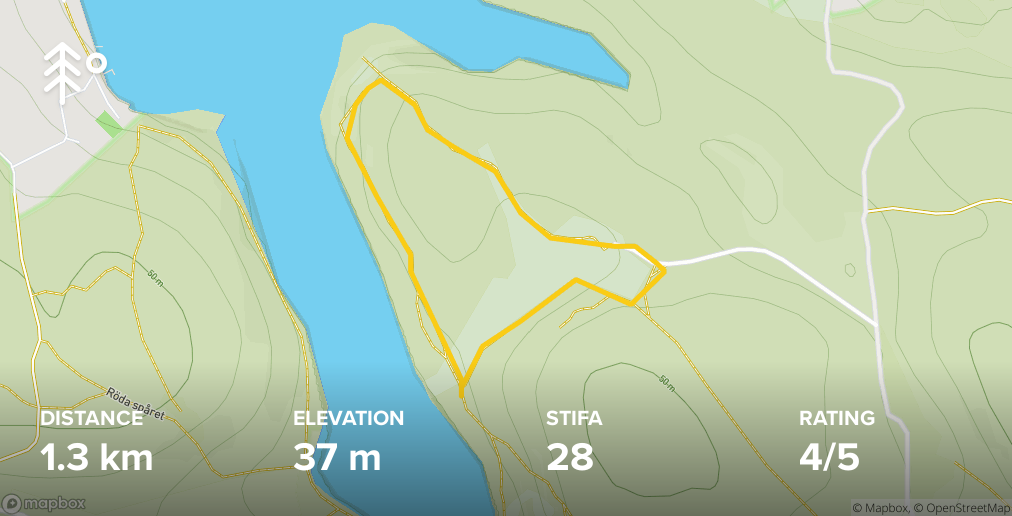 50 m
Röda spåret
50 m
DISTANCE
1.3 km
ELEVATION
37 m
STIFA
28
RATING
4/5
mapbox
© Mapbox, © OpenStreetMap